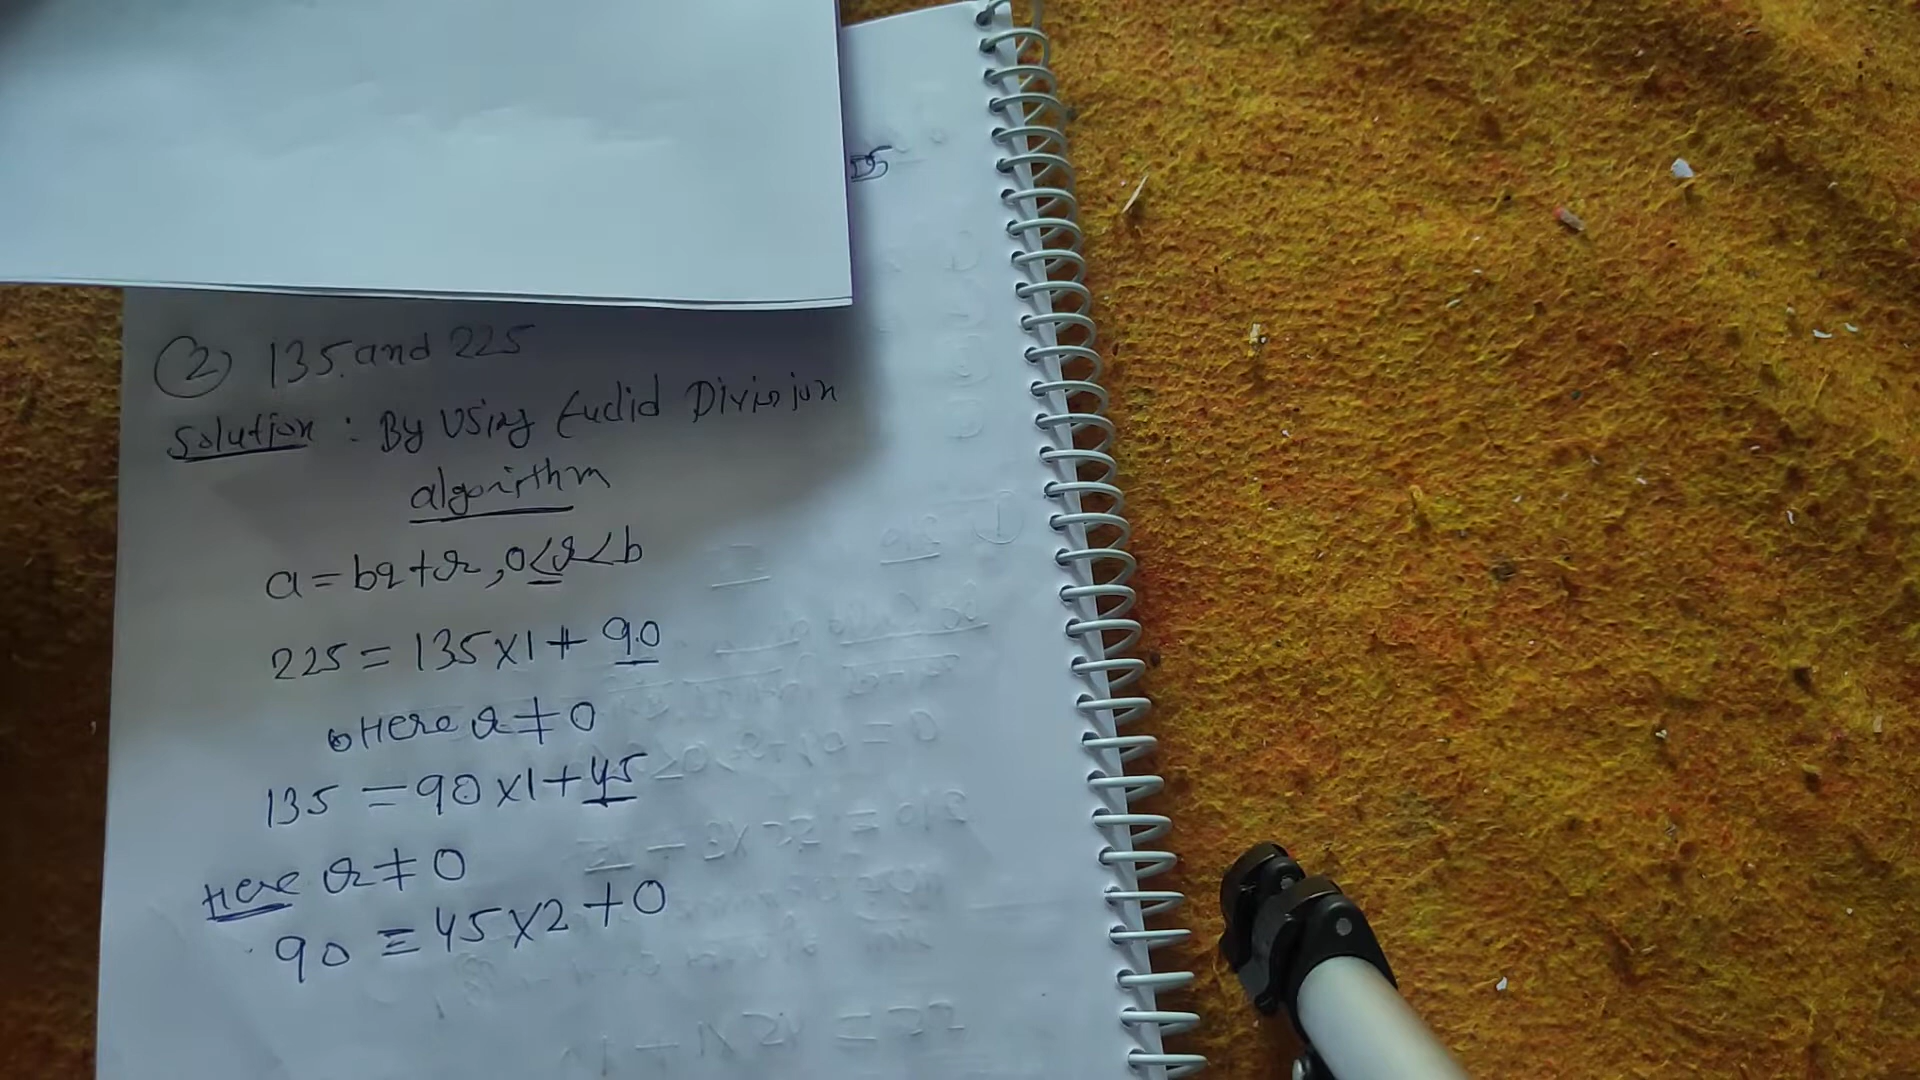 ② 135 and 225
Solution : By Using Euclid Division
algorithm
a = bq + r, 0 ≤ r < b
225 = 135 x 1 + 90
Here r ≠ 0
135 = 90 x 1 + 45
Here r ≠ 0
90 = 45 x 2 + 0